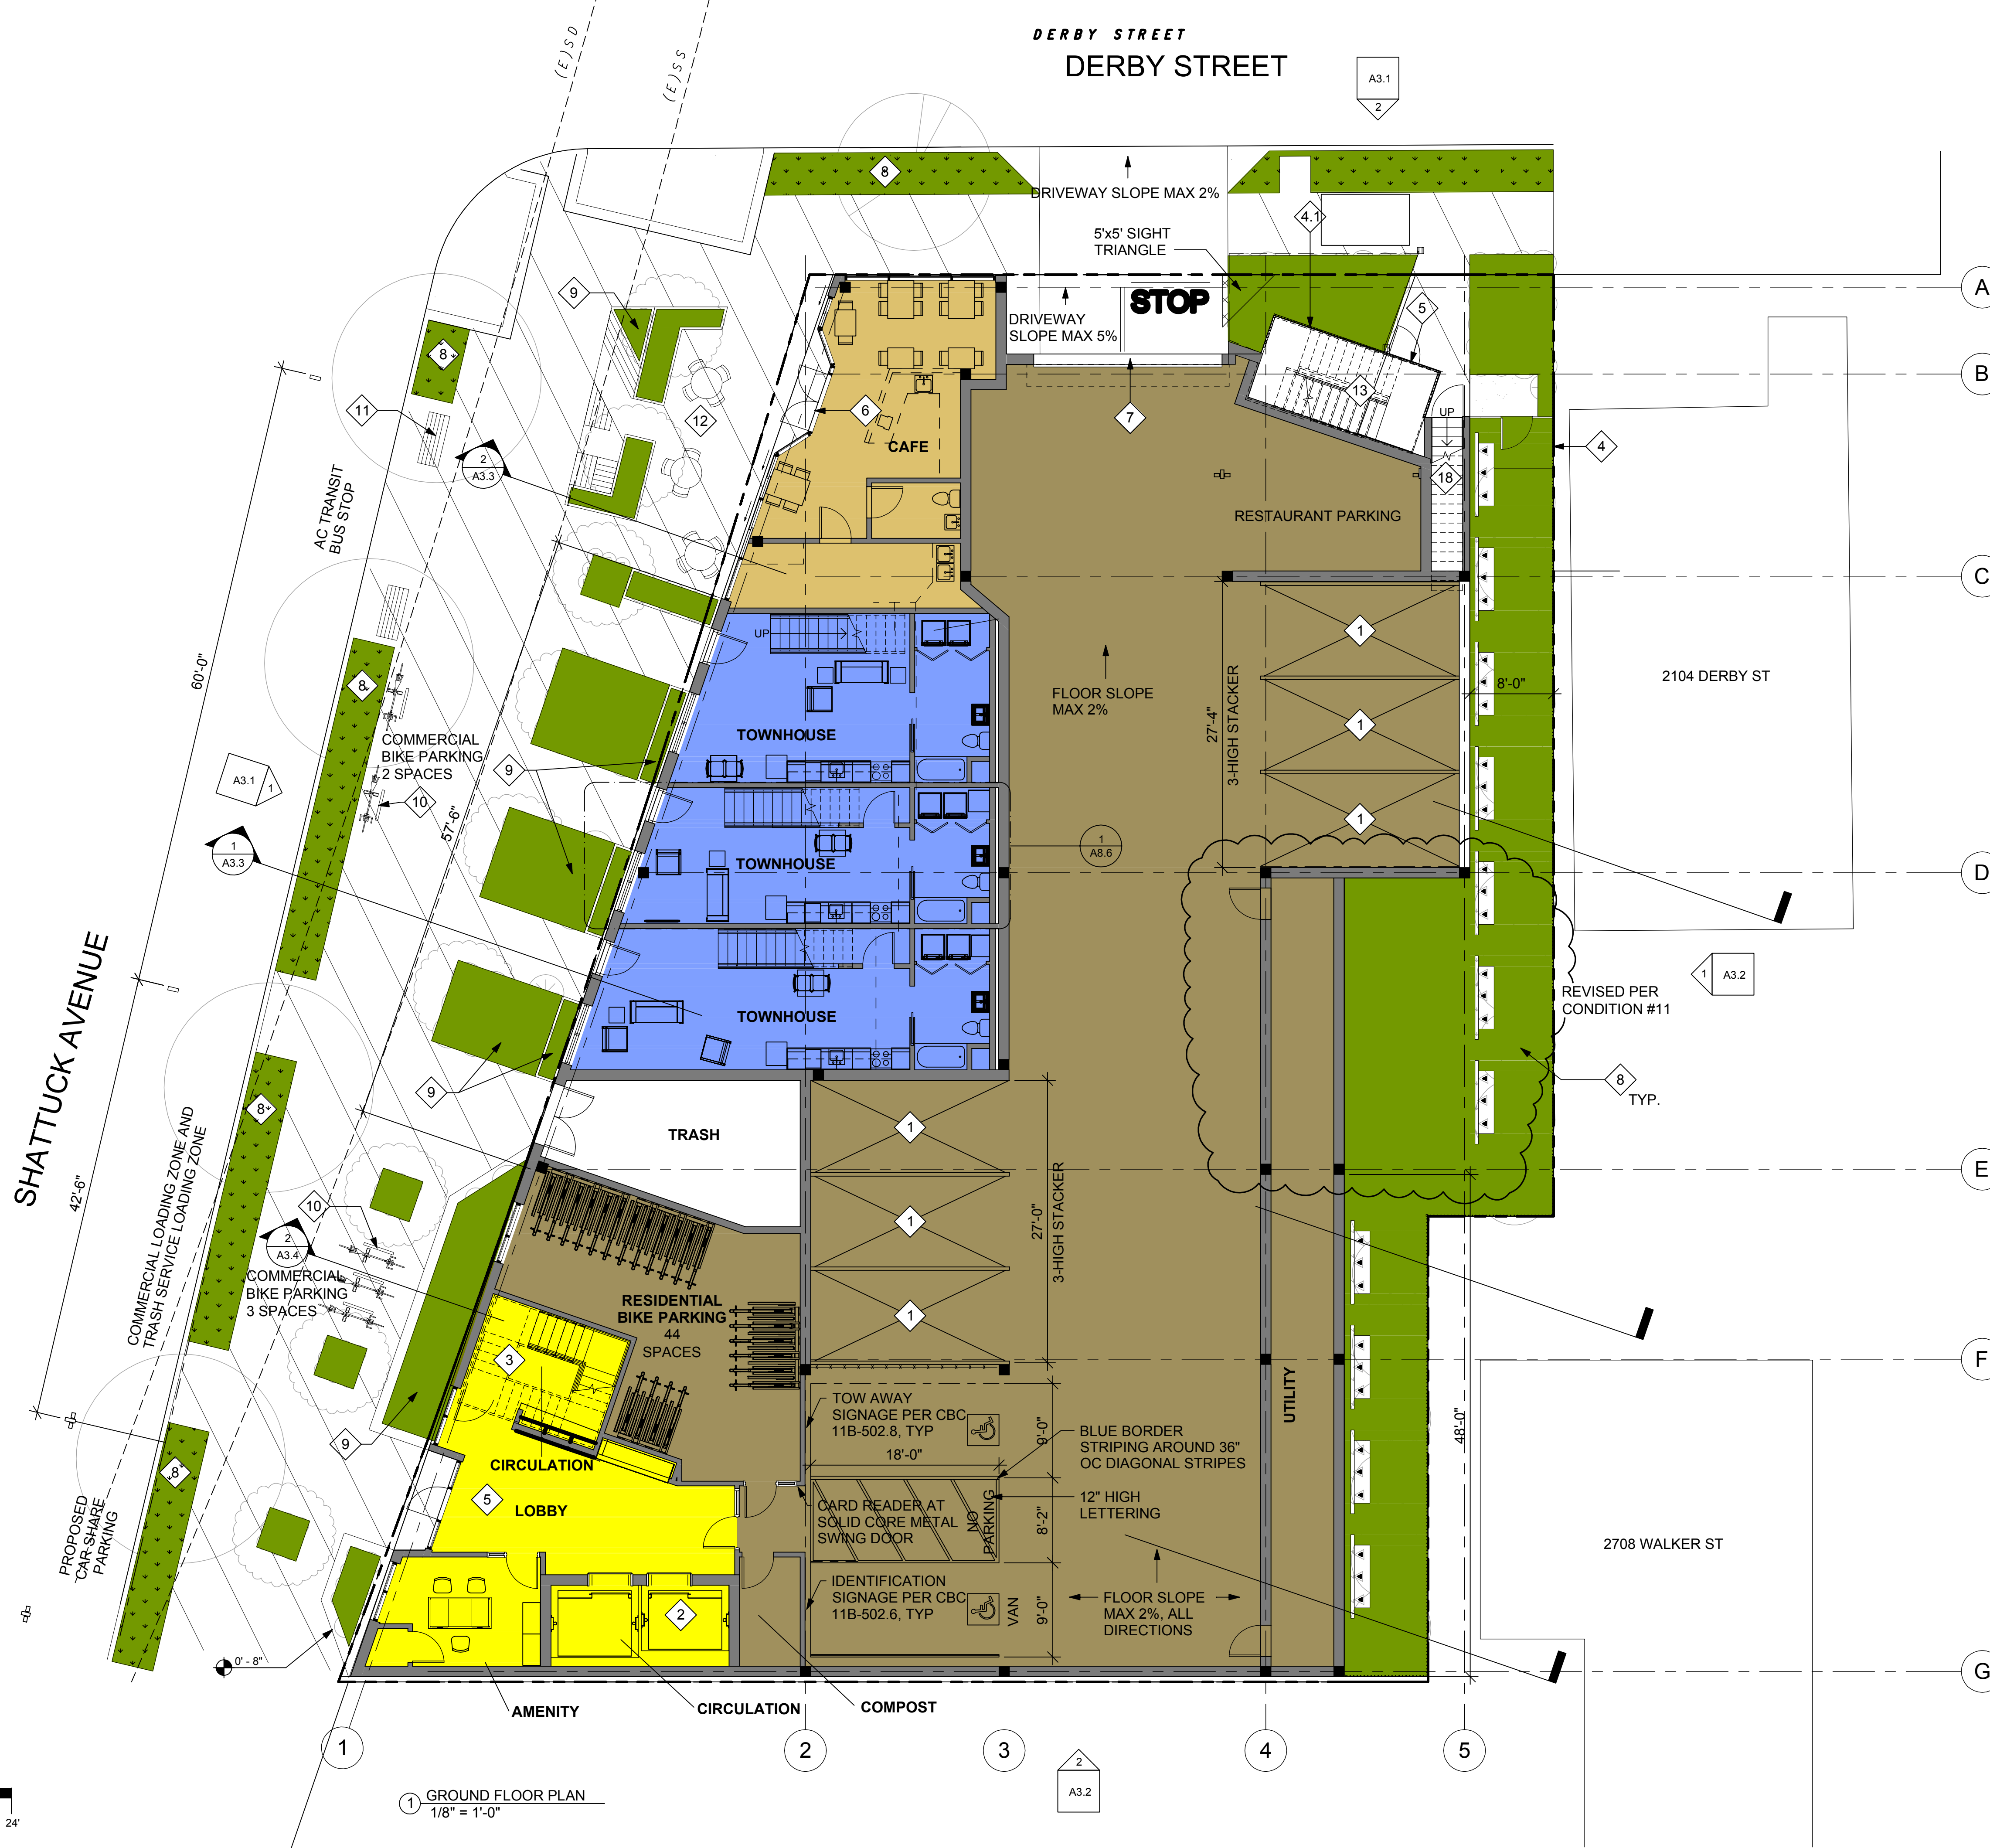 DERBY STREET
DERBY STREET
(E)SD
(E)SS
A3.1
2
8
DRIVEWAY SLOPE MAX 2%
4.1
5'x5' SIGHT
TRIANGLE
STOP
DRIVEWAY
SLOPE MAX 5%
A
9
5
8
B
11
12
6
7
13
UP
CAFE
4
2
A3.3
18
AC TRANSIT
BUS STOP
RESTAURANT PARKING
C
60'-0"
UP
1
8
FLOOR SLOPE
MAX 2%
27'-4"
3-HIGH STACKER
8'-0"
2104 DERBY ST
TOWNHOUSE
COMMERCIAL
BIKE PARKING
2 SPACES
9
1
A3.1
1
10
57'-6"
1
1
A3.3
1
A8.6
TOWNHOUSE
D
SHATTUCK AVENUE
1
A3.2
REVISED PER
CONDITION #11
TOWNHOUSE
9
8
TYP.
8
COMMERCIAL LOADING ZONE AND
TRASH SERVICE LOADING ZONE
TRASH
1
E
42'-6"
10
27'-0"
3-HIGH STACKER
1
2
A3.4
COMMERCIAL
BIKE PARKING
3 SPACES
RESIDENTIAL
BIKE PARKING
44
SPACES
1
3
F
UTILITY
48'-0"
TOW AWAY
SIGNAGE PER CBC
11B-502.8, TYP
9'-0"
BLUE BORDER
STRIPING AROUND 36"
OC DIAGONAL STRIPES
18'-0"
9
8
CIRCULATION
5
LOBBY
CARD READER AT
SOLID CORE METAL
SWING DOOR
NO
PARKING
8'-2"
12" HIGH
LETTERING
PROPOSED
CAR SHARE
PARKING
2708 WALKER ST
IDENTIFICATION
SIGNAGE PER CBC
11B-502.6, TYP
VAN
9'-0"
FLOOR SLOPE
MAX 2%, ALL
DIRECTIONS
2
0' - 8"
G
AMENITY
CIRCULATION
COMPOST
1
2
3
4
5
2
A3.2
1
GROUND FLOOR PLAN
1/8" = 1'-0"
24'